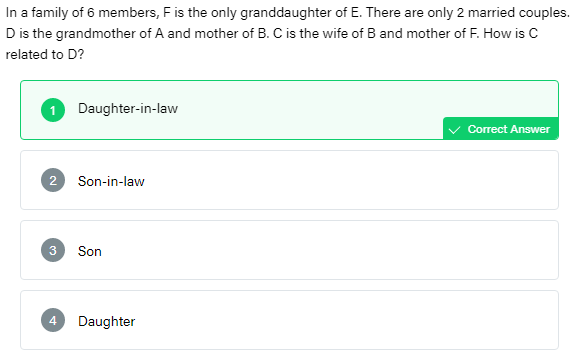 In a family of 6 members, F is the only granddaughter of E. There are only 2 married couples.
D is the grandmother of A and mother of B. C is the wife of B and mother of F. How is C
related to D?
1 Daughter-in-law
Correct Answer
2 Son-in-law
3 Son
4 Daughter